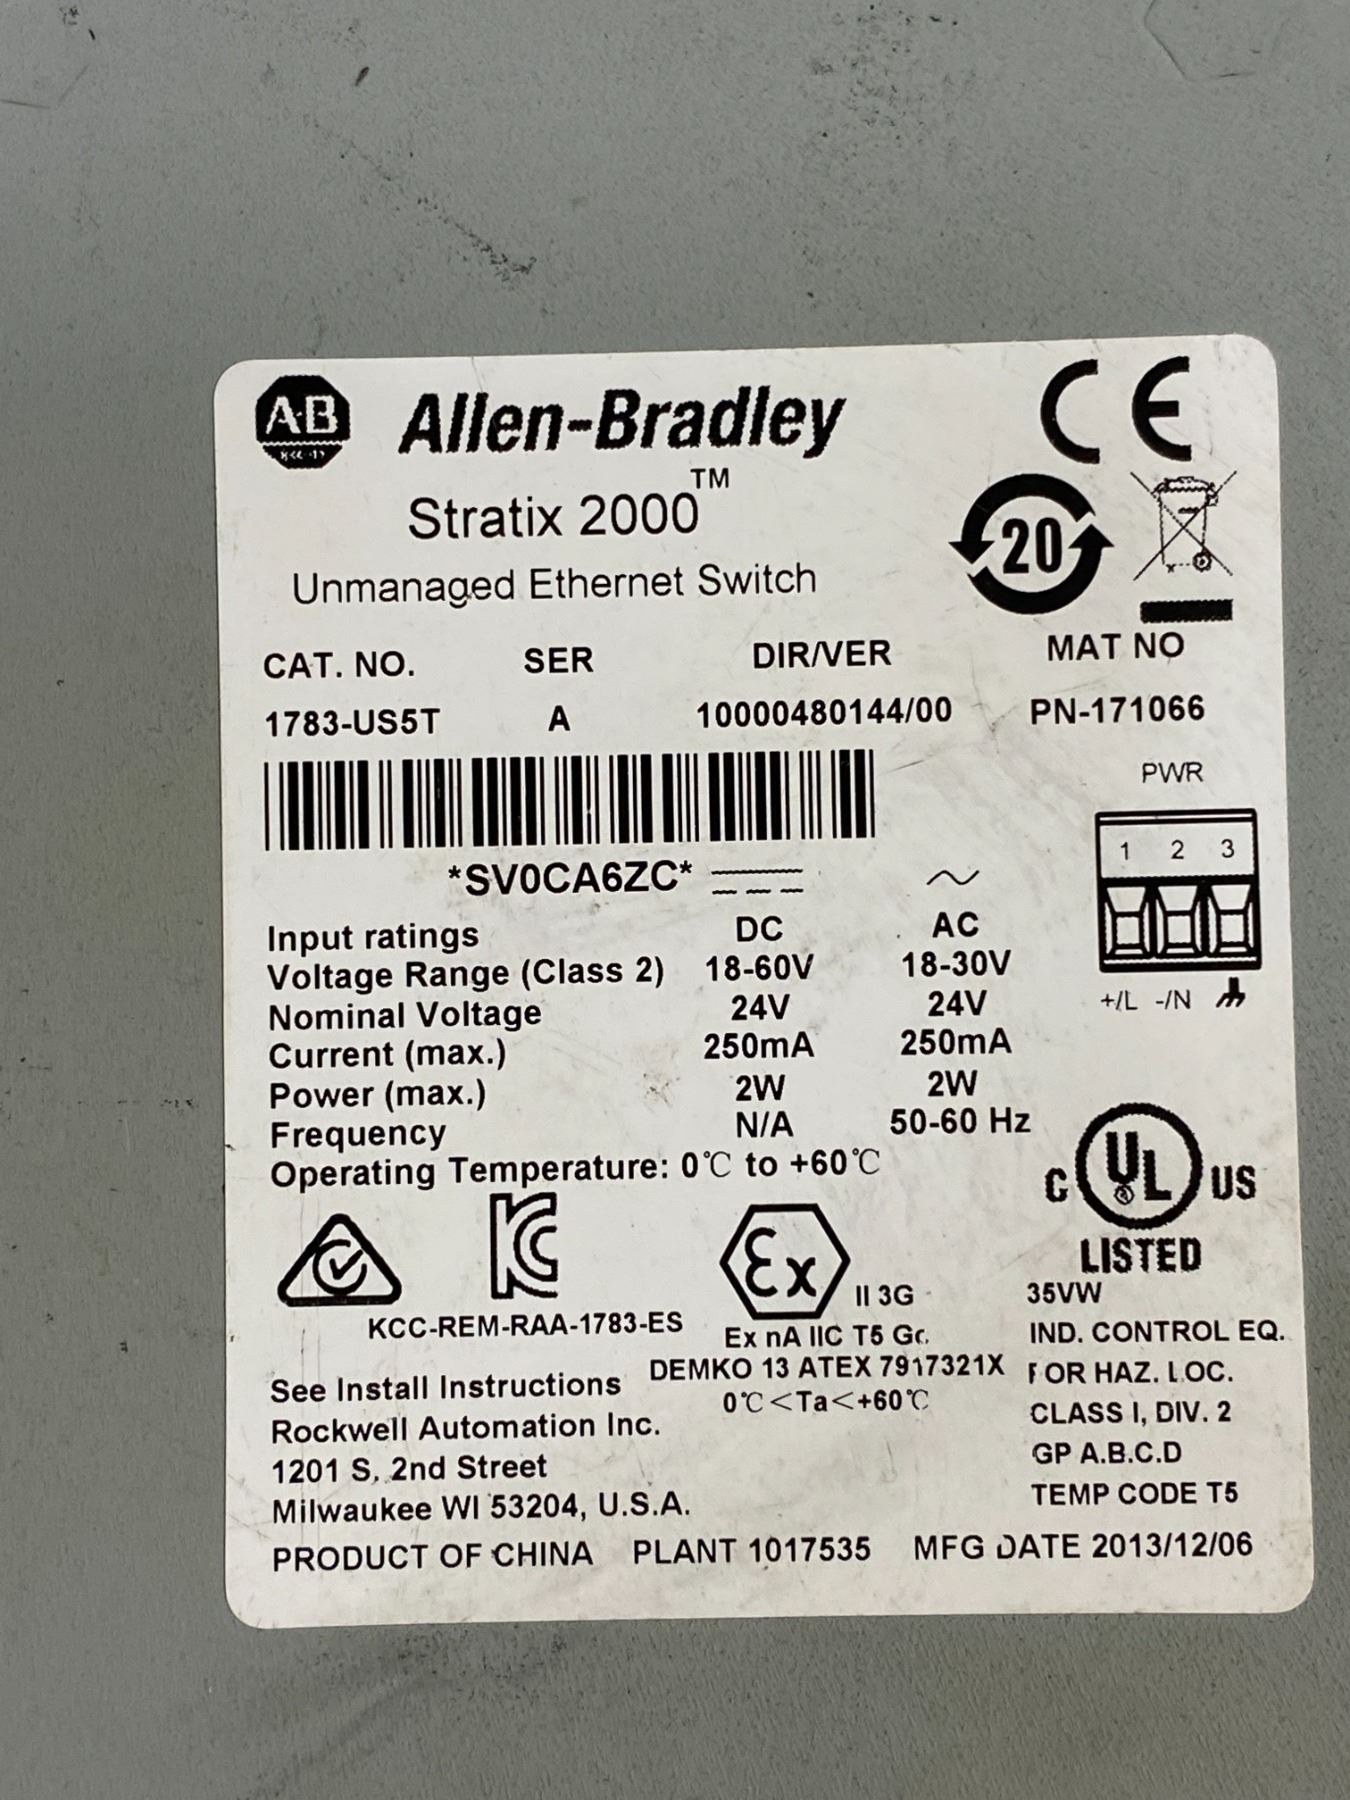 A-B
Allen-Bradley
CE
Stratix 2000™
20
Unmanaged Ethernet Switch
CAT. NO. SER DIR/VER MAT NO
1783-US5T A 10000480144/00 PN-171066
PWR
1 2 3
+/L -/N
*SV0CA6ZC*
Input ratings DC AC
Voltage Range (Class 2) 18-60V 18-30V
Nominal Voltage 24V 24V
Current (max.) 250mA 250mA
Power (max.) 2W 2W
Frequency N/A 50-60 Hz
Operating Temperature: 0℃ to +60℃
C UL US
LISTED
KC
KCC-REM-RAA-1783-ES
Ex II 3G
Ex nA IIC T5 Gc
DEMKO 13 ATEX 7917321X
0℃<Ta<+60℃
35VW
IND. CONTROL EQ.
FOR HAZ. LOC.
CLASS I, DIV. 2
GP A.B.C.D
TEMP CODE T5
See Install Instructions
Rockwell Automation Inc.
1201 S. 2nd Street
Milwaukee WI 53204, U.S.A.
PRODUCT OF CHINA PLANT 1017535 MFG DATE 2013/12/06